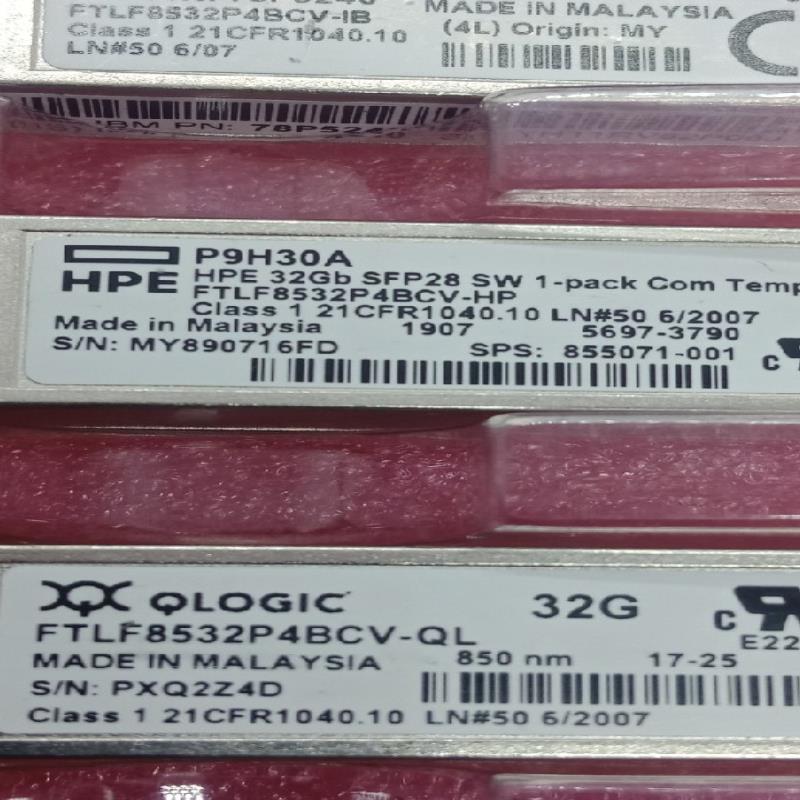 FTLF8532P4BCV-IB
MADE IN MALAYSIA
Class 1 21CFR1040.10
(4L) Origin: MY
LN#50 6/07
IBM PN: 78P5240
P9H30A
HPE
HPE 32Gb SFP28 SW 1-pack Com Temp
FTLF8532P4BCV-HP
Class 1 21CFR1040.10 LN#50 6/2007
Made in Malaysia 1907 5697-3790
S/N: MY890716FD SPS: 855071-001
QLOGIC 32G
FTLF8532P4BCV-QL
E22
MADE IN MALAYSIA 850 nm 17-25
S/N: PXQ2Z4D
Class 1 21CFR1040.10 LN#50 6/2007